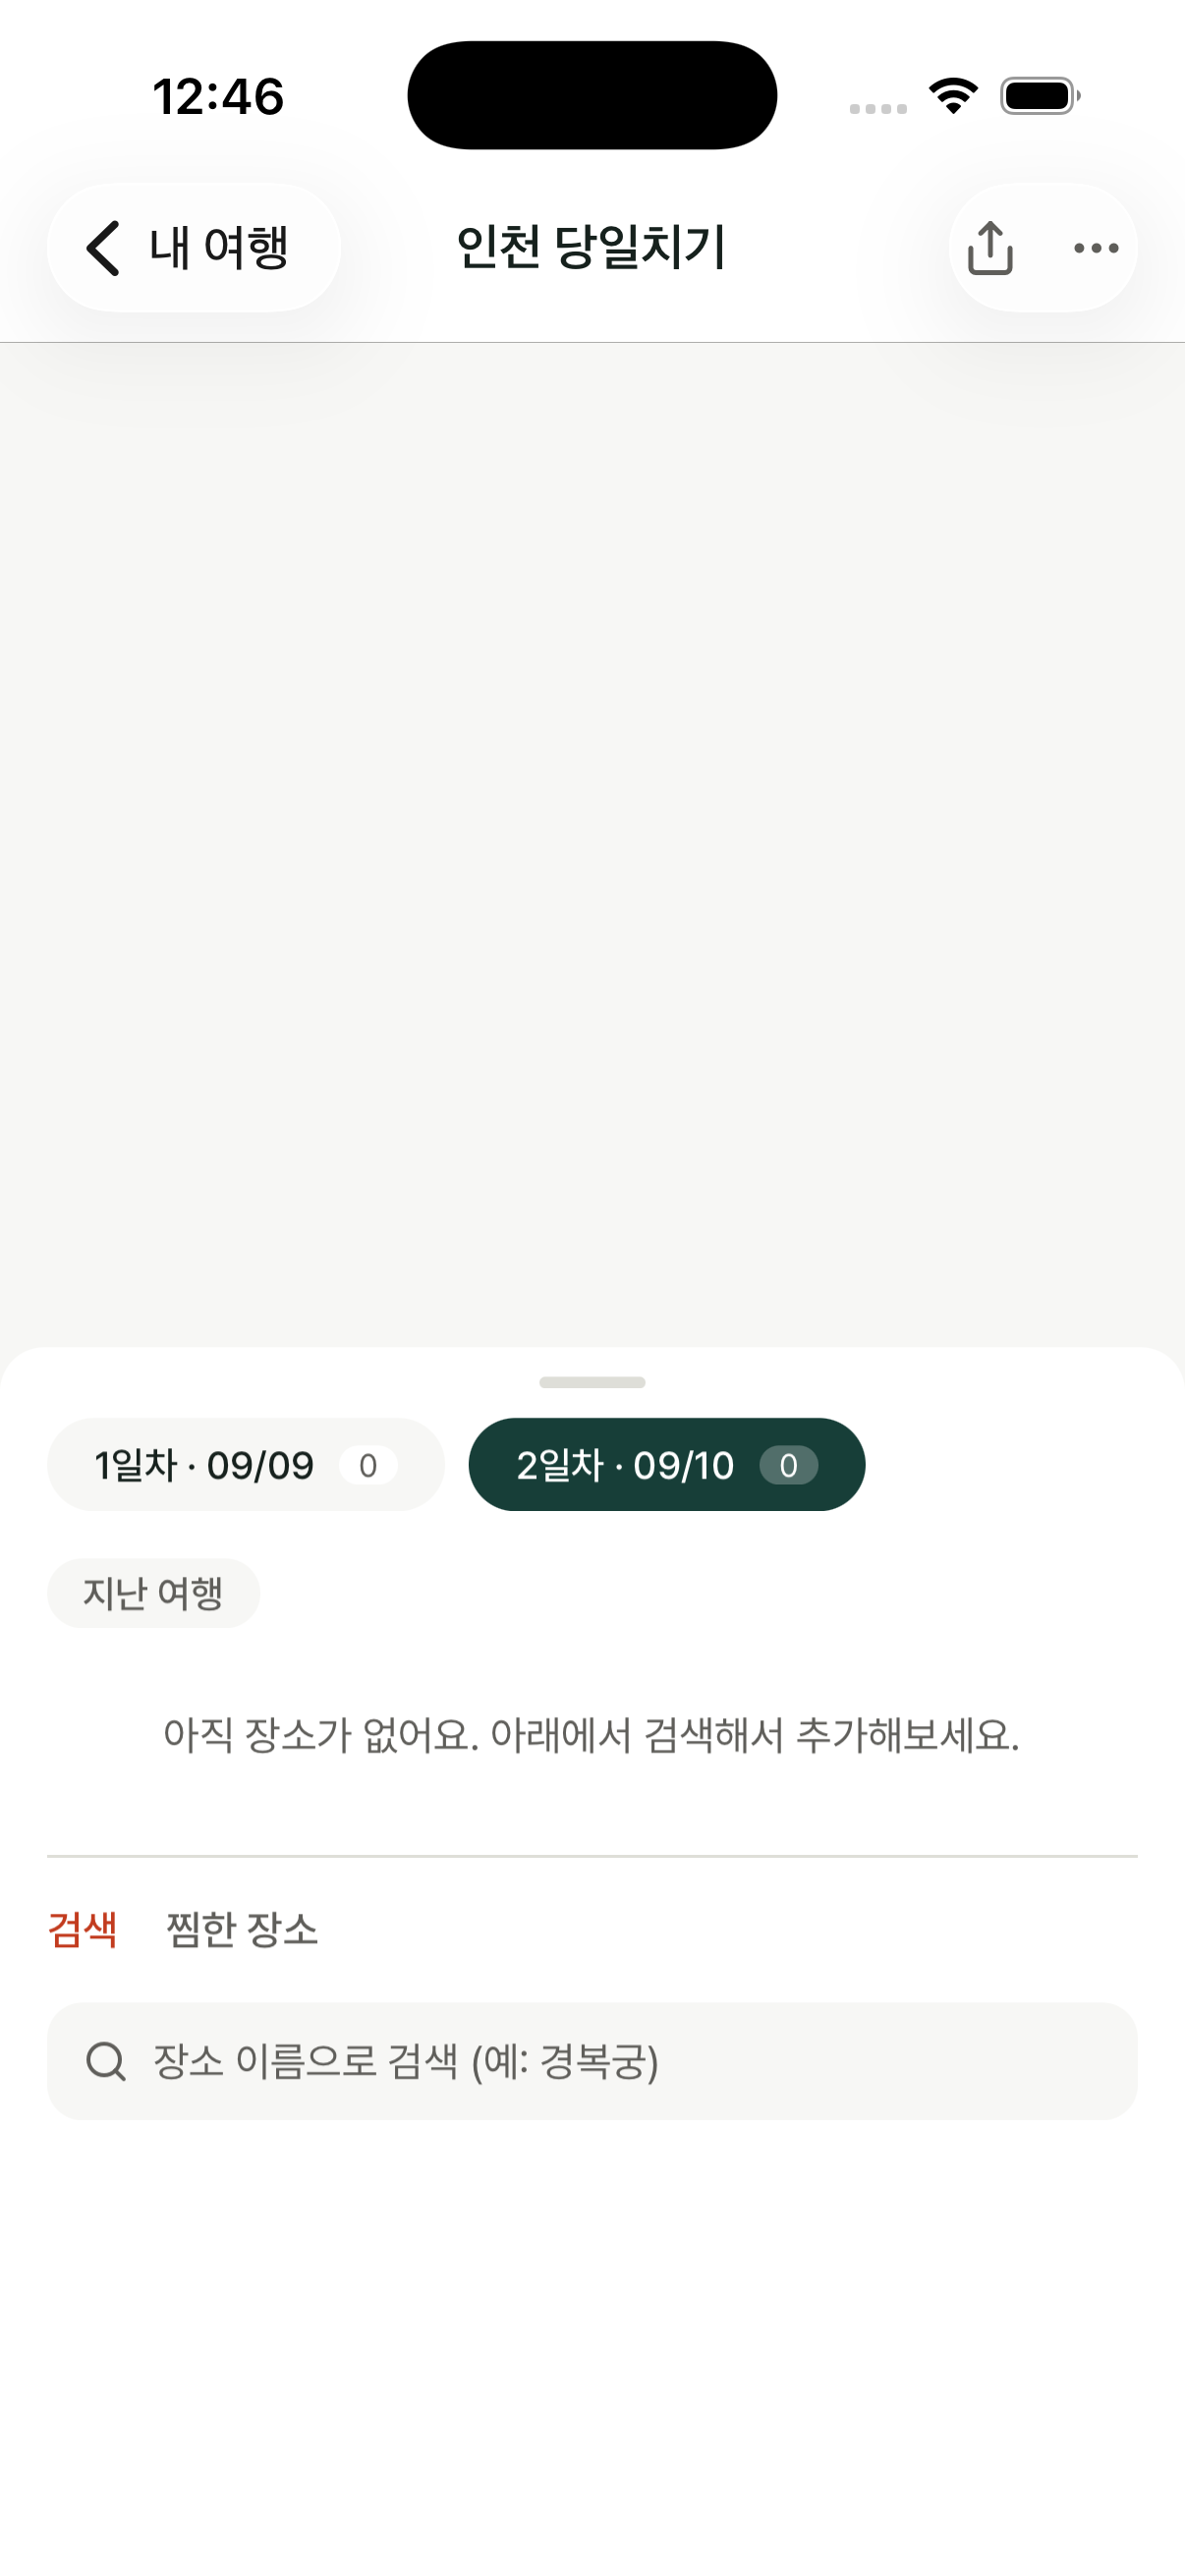 12:46
내 여행
인천 당일치기
1일차 · 09/09 0
2일차 · 09/10 0
지난 여행
아직 장소가 없어요. 아래에서 검색해서 추가해보세요.
검색
찜한 장소
장소 이름으로 검색 (예: 경복궁)